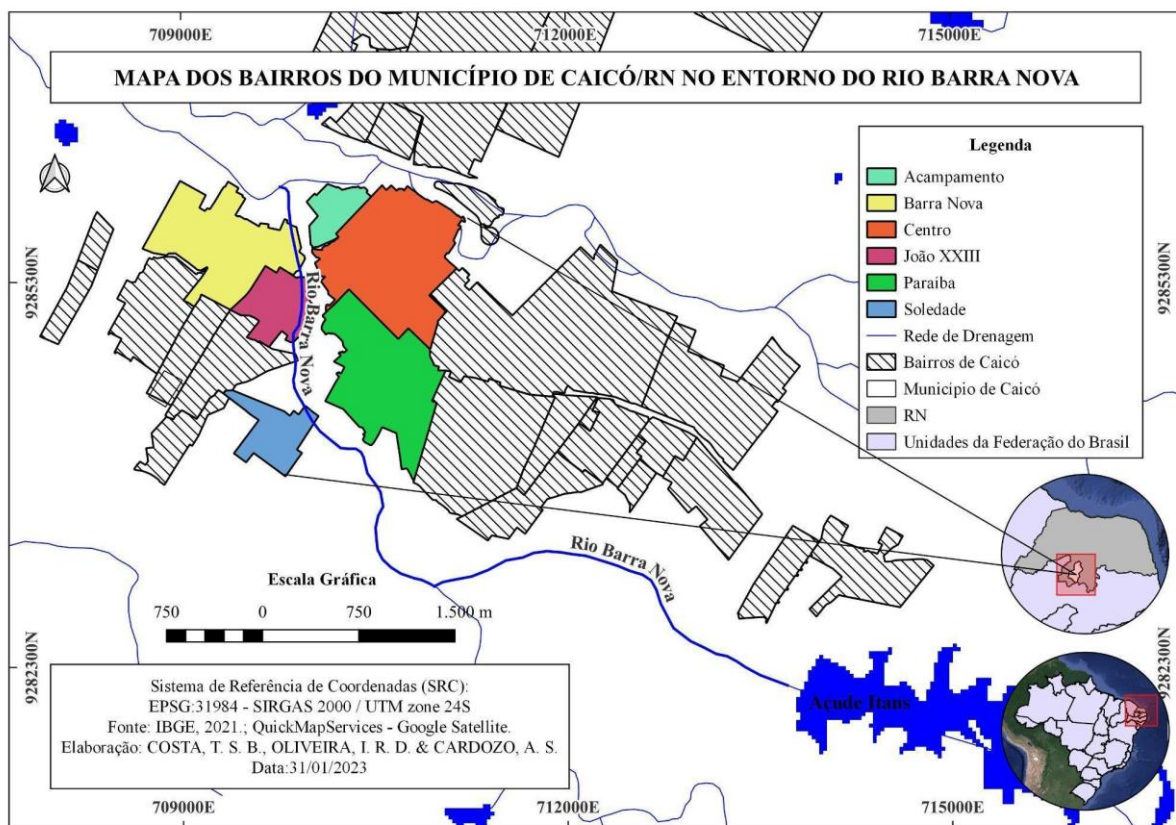 709000E
712000E
715000E
MAPA DOS BAIRROS DO MUNICÍPIO DE CAICÓ/RN NO ENTORNO DO RIO BARRA NOVA
Legenda
Acampamento
Barra Nova
Centro
João XXIII
Paraíba
Soledade
Rede de Drenagem
Bairros de Caicó
Município de Caicó
RN
Unidades da Federação do Brasil
9285300N
9285300N
Rio Barra Nova
Rio Barra Nova
Escala Gráfica
750 0 750 1.500 m
9282300N
9282300N
Açude Itans
Sistema de Referência de Coordenadas (SRC):
EPSG:31984 - SIRGAS 2000 / UTM zone 24S
Fonte: IBGE, 2021.; QuickMapServices - Google Satellite.
Elaboração: COSTA, T. S. B., OLIVEIRA, I. R. D. & CARDOZO, A. S.
Data:31/01/2023
709000E
712000E
715000E